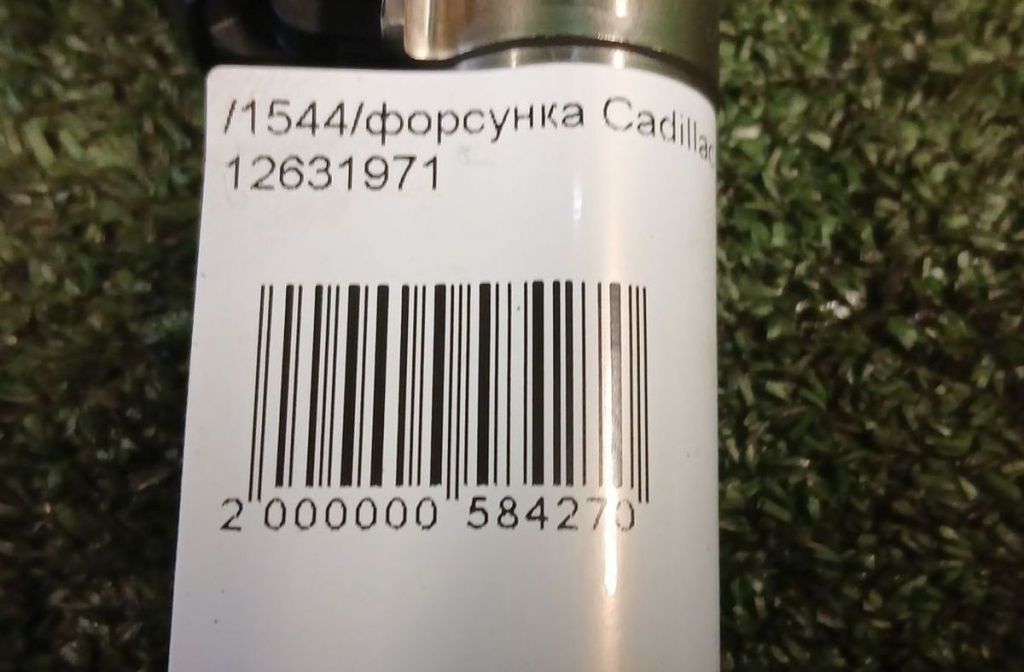 /1544/форсунка Cadillac
12631971
2 000000 584270